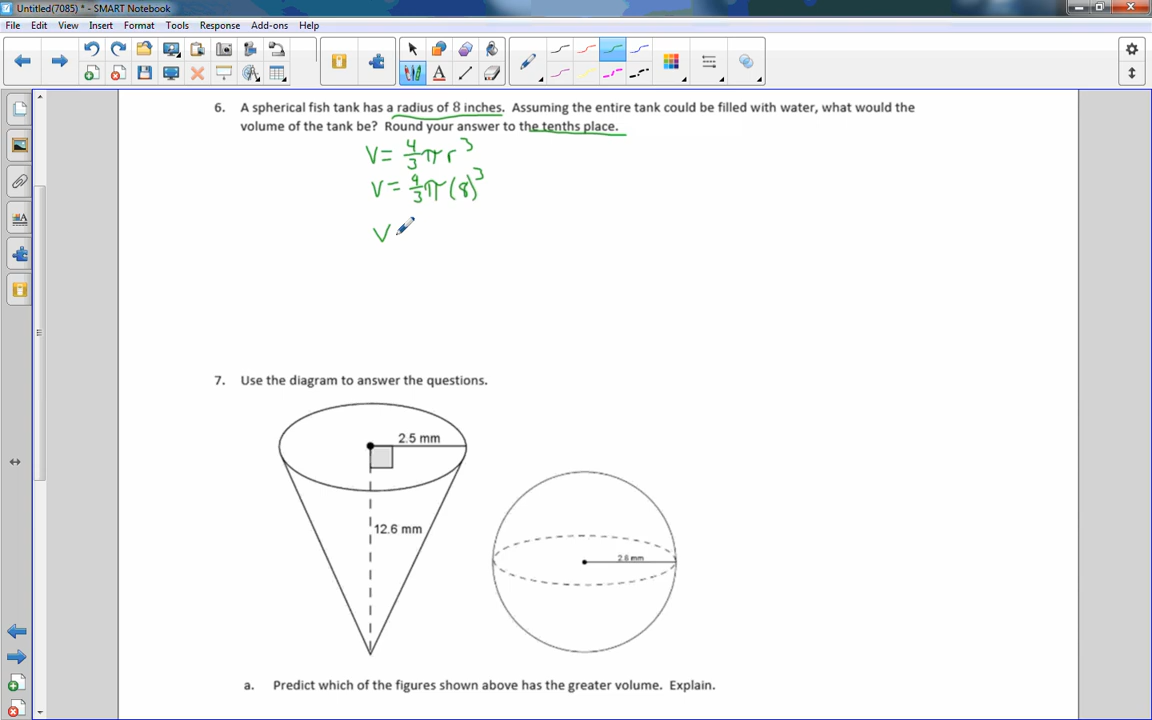 Untitled(7085) * - SMART Notebook
File Edit View Insert Format Tools Response Add-ons Help
6. A spherical fish tank has a radius of 8 inches. Assuming the entire tank could be filled with water, what would the
volume of the tank be? Round your answer to the tenths place.
V = 4/3 π r³
V = 4/3 π (8)³
V
7. Use the diagram to answer the questions.
2.5 mm
12.6 mm
2.6 mm
a. Predict which of the figures shown above has the greater volume. Explain.